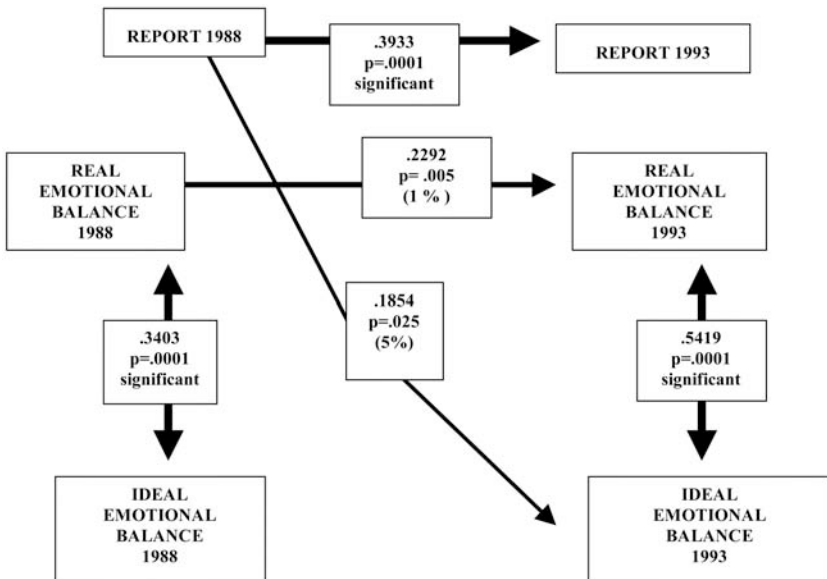 REPORT 1988
.3933
p=.0001
significant
REPORT 1993
REAL
EMOTIONAL
BALANCE
1988
.2292
p= .005
(1 % )
REAL
EMOTIONAL
BALANCE
1993
.3403
p=.0001
significant
.1854
p=.025
(5%)
.5419
p=.0001
significant
IDEAL
EMOTIONAL
BALANCE
1988
IDEAL
EMOTIONAL
BALANCE
1993